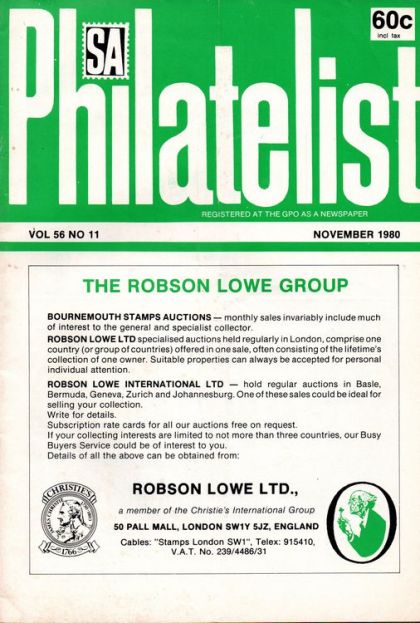 60c
incl tax
SA
Philatelist
REGISTERED AT THE GPO AS A NEWSPAPER
VOL 56 NO 11
NOVEMBER 1980
THE ROBSON LOWE GROUP
BOURNEMOUTH STAMPS AUCTIONS — monthly sales invariably include much
of interest to the general and specialist collector.
ROBSON LOWE LTD specialised auctions held regularly in London, comprise one
country (or group of countries) offered in one sale, often consisting of the lifetime's
collection of one owner. Suitable properties can always be accepted for personal
individual attention.
ROBSON LOWE INTERNATIONAL LTD — hold regular auctions in Basle,
Bermuda, Geneva, Zurich and Johannesburg. One of these sales could be ideal for
selling your collection.
Write for details.
Subscription rate cards for all our auctions free on request.
If your collecting interests are limited to not more than three countries, our Busy
Buyers Service could be of interest to you.
Details of all the above can be obtained from:
ROBSON LOWE LTD.,
a member of the Christie's International Group
50 PALL MALL, LONDON SW1Y 5JZ, ENGLAND
Cables: "Stamps London SW1", Telex: 915410,
V.A.T. No. 239/4486/31
CHRISTIE'S
1766